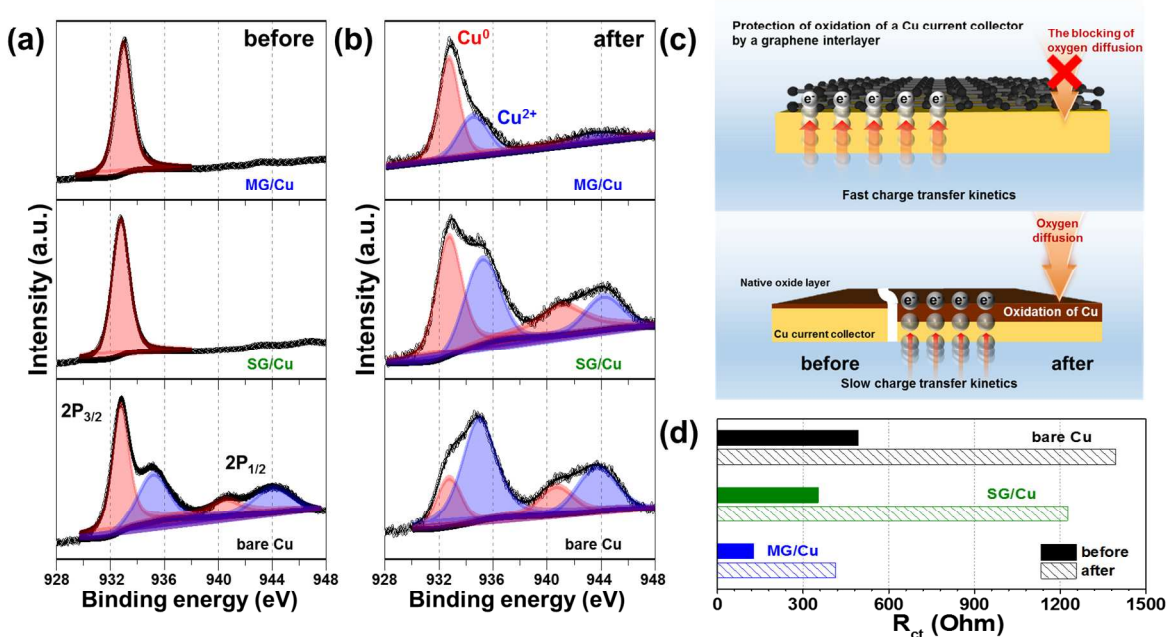 (a)
before
MG/Cu
SG/Cu
2P3/2
2P1/2
bare Cu
Intensity (a.u.)
928 932 936 940 944 948
Binding energy (eV)
(b)
after
Cu0
Cu2+
MG/Cu
SG/Cu
bare Cu
Intensity (a.u.)
928 932 936 940 944 948
Binding energy (eV)
(c)
Protection of oxidation of a Cu current collector
by a graphene interlayer
The blocking of
oxygen diffusion
e- e- e- e- e-
Fast charge transfer kinetics
Oxygen
diffusion
Native oxide layer
e- e- e- e-
Oxidation of Cu
Cu current collector
before
after
Slow charge transfer kinetics
(d)
bare Cu
SG/Cu
MG/Cu
before
after
0 300 600 900 1200 1500
Rct (Ohm)